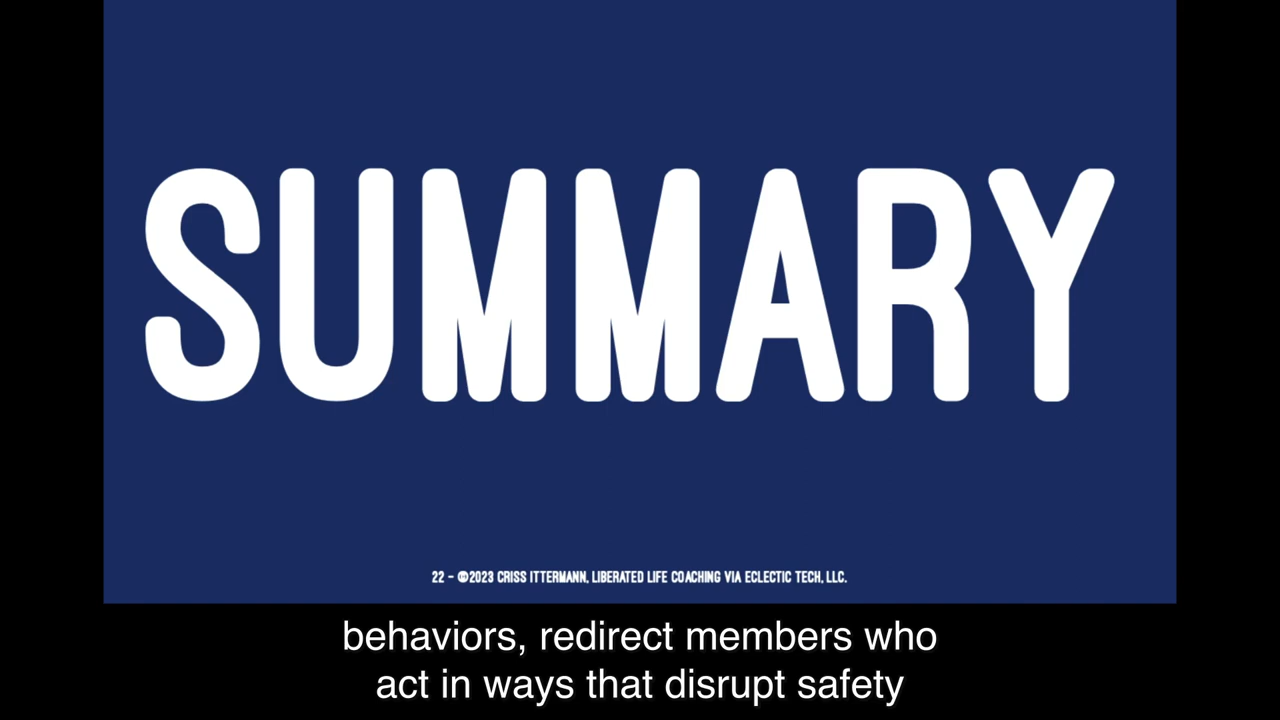 SUMMARY
22 - ©2023 CRISS ITTERMANN, LIBERATED LIFE COACHING VIA ECLECTIC TECH, LLC.
behaviors, redirect members who
act in ways that disrupt safety